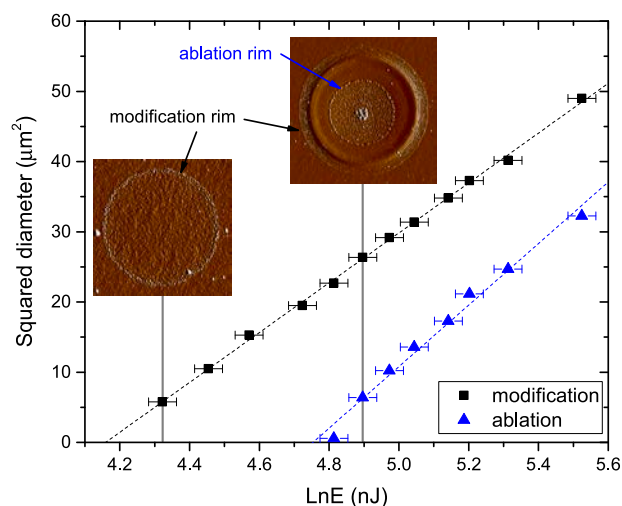 60
50
40
30
20
10
0
Squared diameter (μm²)
ablation rim
modification rim
modification
ablation
4.2 4.4 4.6 4.8 5.0 5.2 5.4 5.6
LnE (nJ)